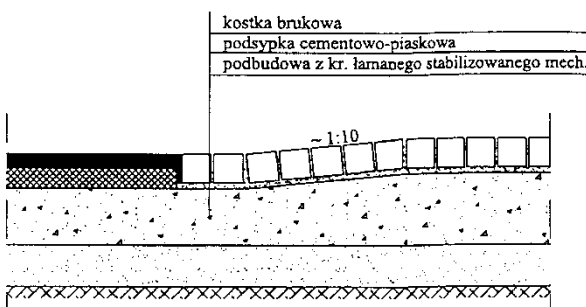 kostka brukowa
podsypka cementowo-piaskowa
podbudowa z kr. łamanego stabilizowanego mech.
~ 1:10